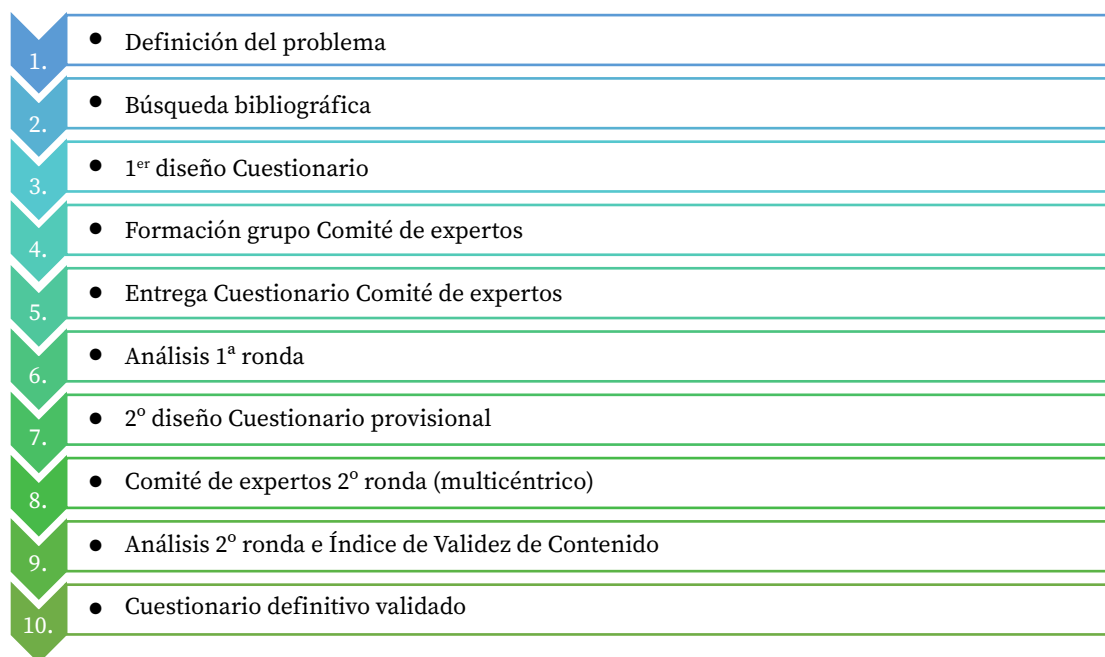 1. • Definición del problema
2. • Búsqueda bibliográfica
3. • 1er diseño Cuestionario
4. • Formación grupo Comité de expertos
5. • Entrega Cuestionario Comité de expertos
6. • Análisis 1ª ronda
7. • 2º diseño Cuestionario provisional
8. • Comité de expertos 2º ronda (multicéntrico)
9. • Análisis 2º ronda e Índice de Validez de Contenido
10. • Cuestionario definitivo validado